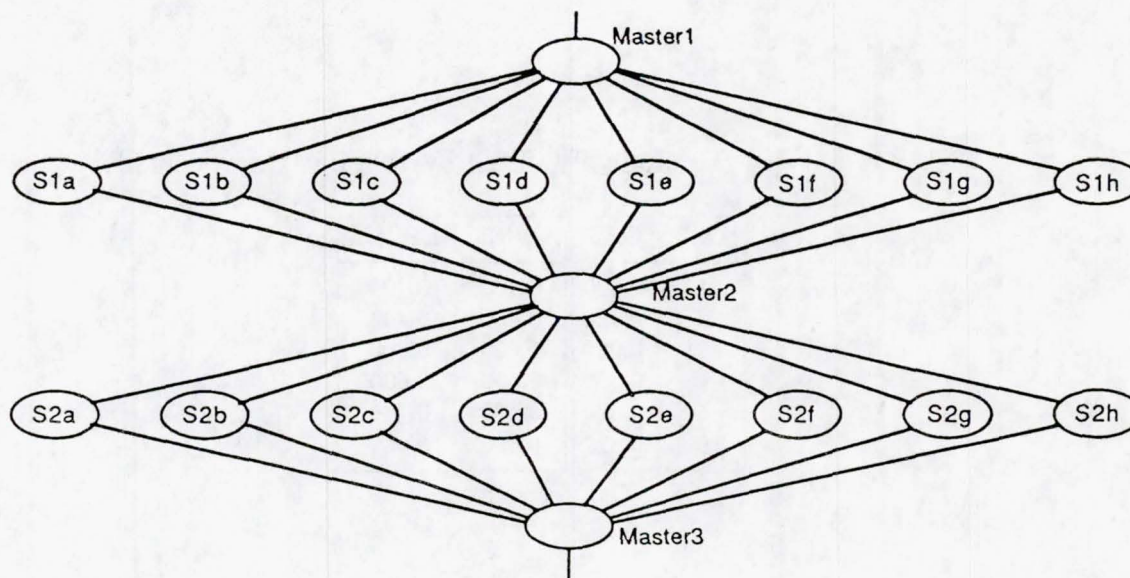 Master1
S1a S1b S1c S1d S1e S1f S1g S1h
Master2
S2a S2b S2c S2d S2e S2f S2g S2h
Master3